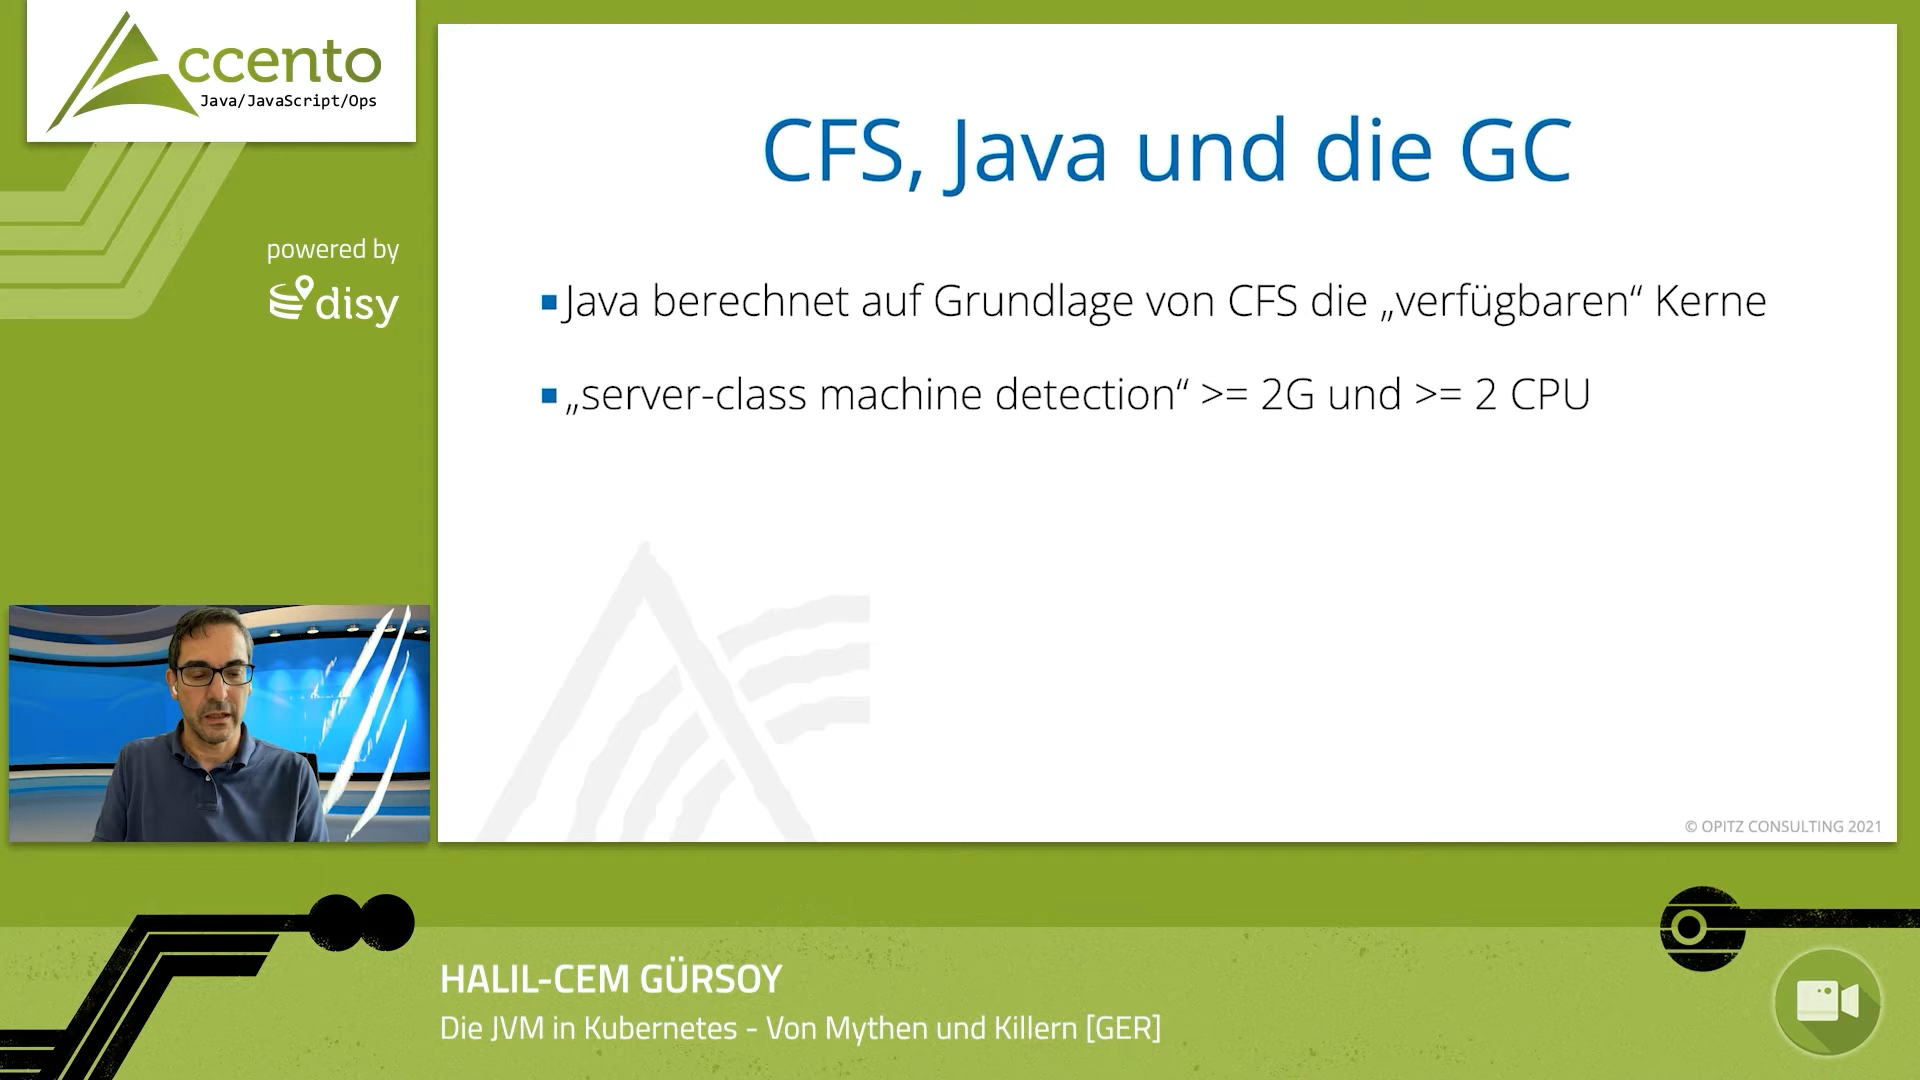 Accento
Java/JavaScript/Ops
powered by
disy
CFS, Java und die GC
Java berechnet auf Grundlage von CFS die „verfügbaren“ Kerne
„server-class machine detection“ >= 2G und >= 2 CPU
© OPITZ CONSULTING 2021
HALIL-CEM GÜRSOY
Die JVM in Kubernetes - Von Mythen und Killern [GER]